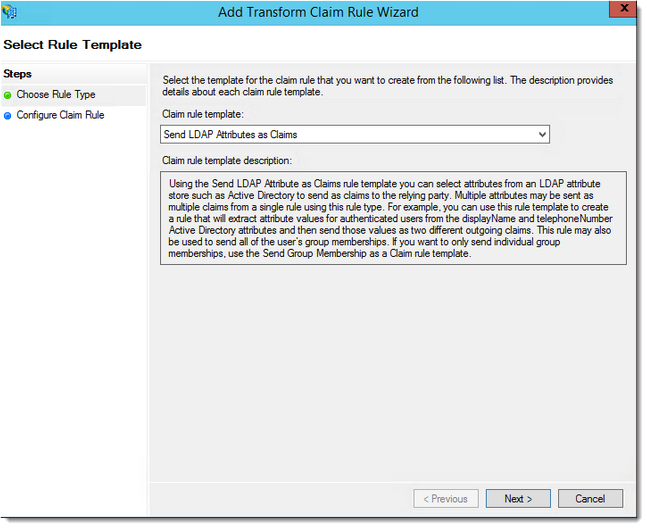 Add Transform Claim Rule Wizard
x
Select Rule Template
Steps
Choose Rule Type
Configure Claim Rule
Select the template for the claim rule that you want to create from the following list. The description provides
details about each claim rule template.
Claim rule template:
Send LDAP Attributes as Claims
Claim rule template description:
Using the Send LDAP Attribute as Claims rule template you can select attributes from an LDAP attribute
store such as Active Directory to send as claims to the relying party. Multiple attributes may be sent as
multiple claims from a single rule using this rule type. For example, you can use this rule template to create
a rule that will extract attribute values for authenticated users from the displayName and telephoneNumber
Active Directory attributes and then send those values as two different outgoing claims. This rule may also
be used to send all of the user's group memberships. If you want to only send individual group
memberships, use the Send Group Membership as a Claim rule template.
< Previous
Next >
Cancel